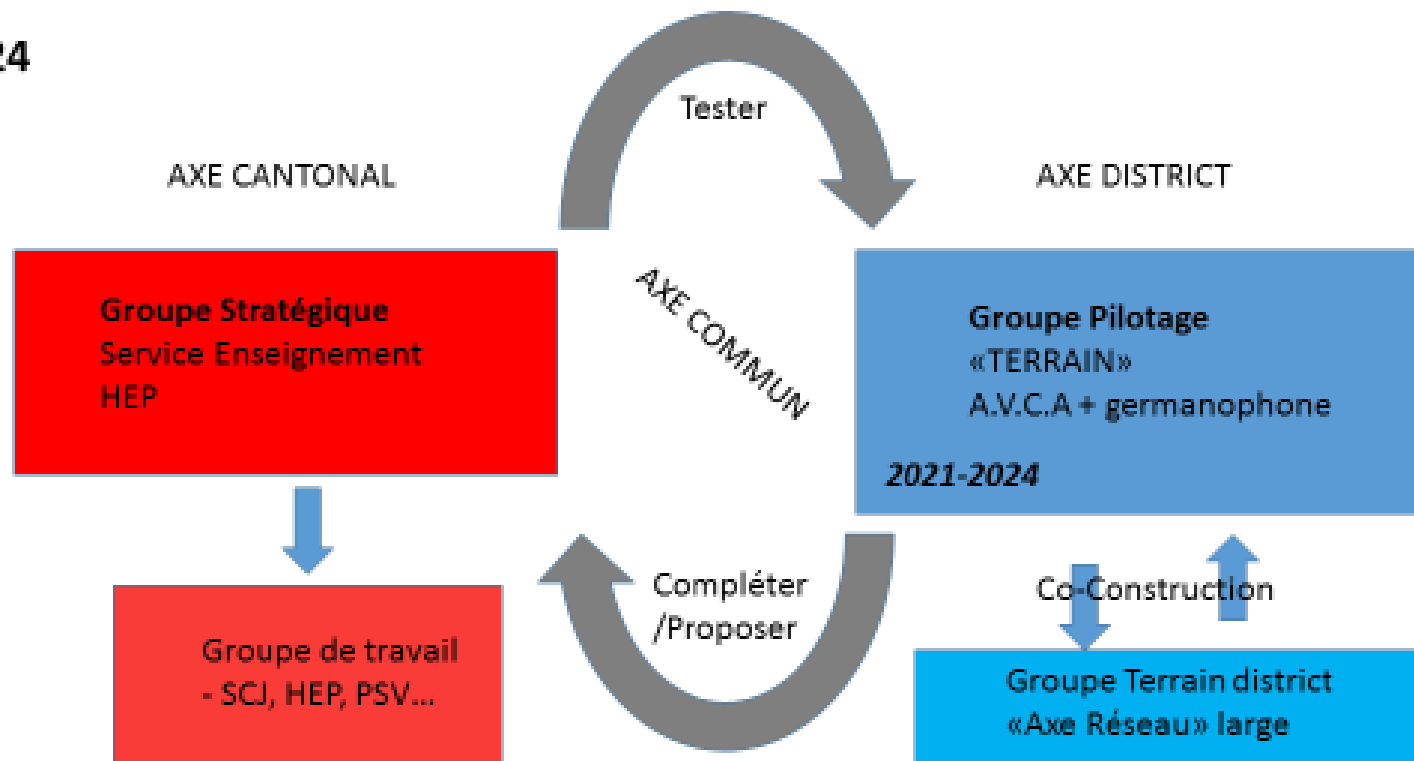 24
Tester
AXE CANTONAL
AXE DISTRICT
AXE COMMUN
Groupe Stratégique
Service Enseignement
HEP
Groupe Pilotage
«TERRAIN»
A.V.C.A + germanophone
2021-2024
Compléter
/Proposer
Co-Construction
Groupe de travail
- SCJ, HEP, PSV...
Groupe Terrain district
«Axe Réseau» large